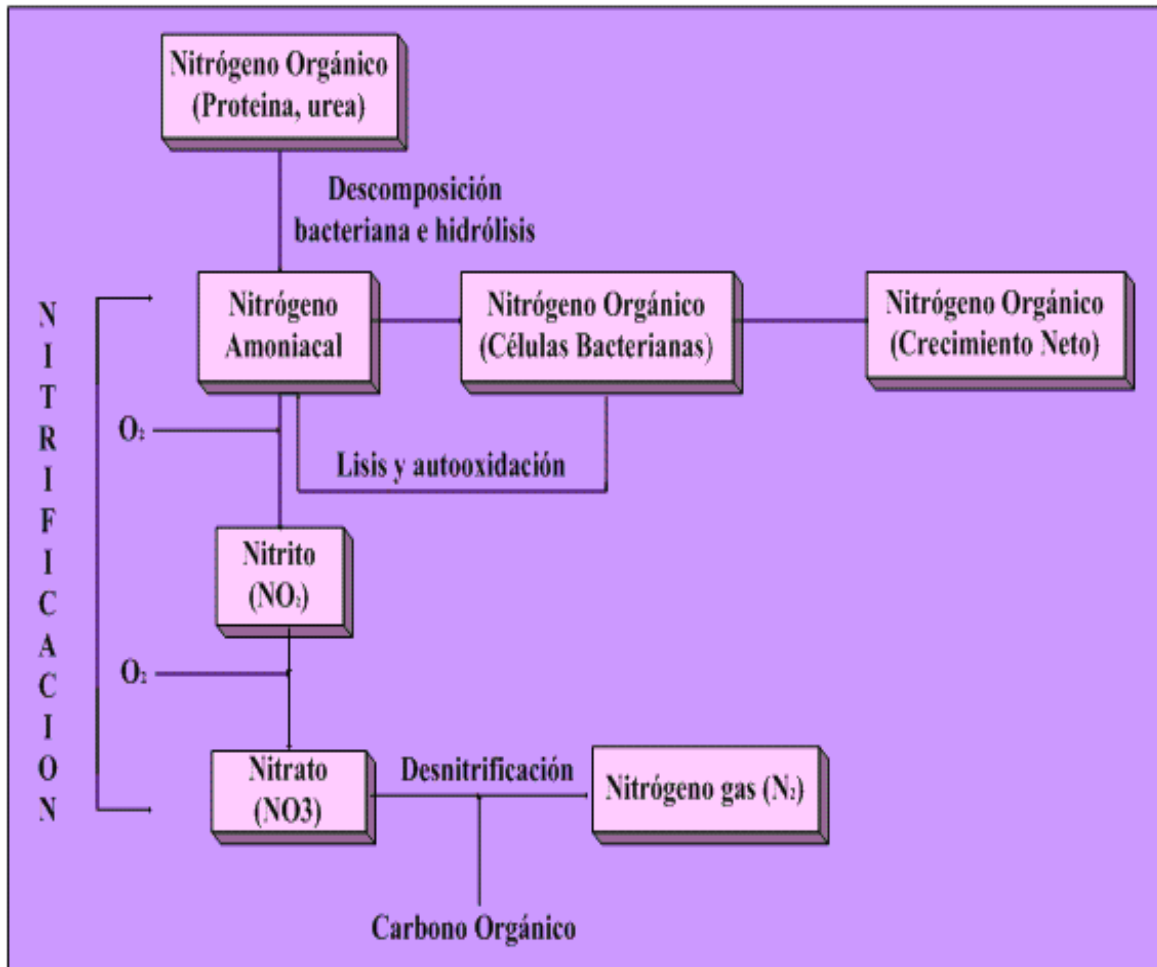 Nitrógeno Orgánico
(Proteina, urea)
Descomposición
bacteriana e hidrólisis
NITRIFICACION
Nitrógeno
Amoniacal
Nitrógeno Orgánico
(Células Bacterianas)
Nitrógeno Orgánico
(Crecimiento Neto)
O₂
Lisis y autooxidación
Nitrito
(NO₂)
O₂
Nitrato
(NO3)
Desnitrificación
Nitrógeno gas (N₂)
Carbono Orgánico